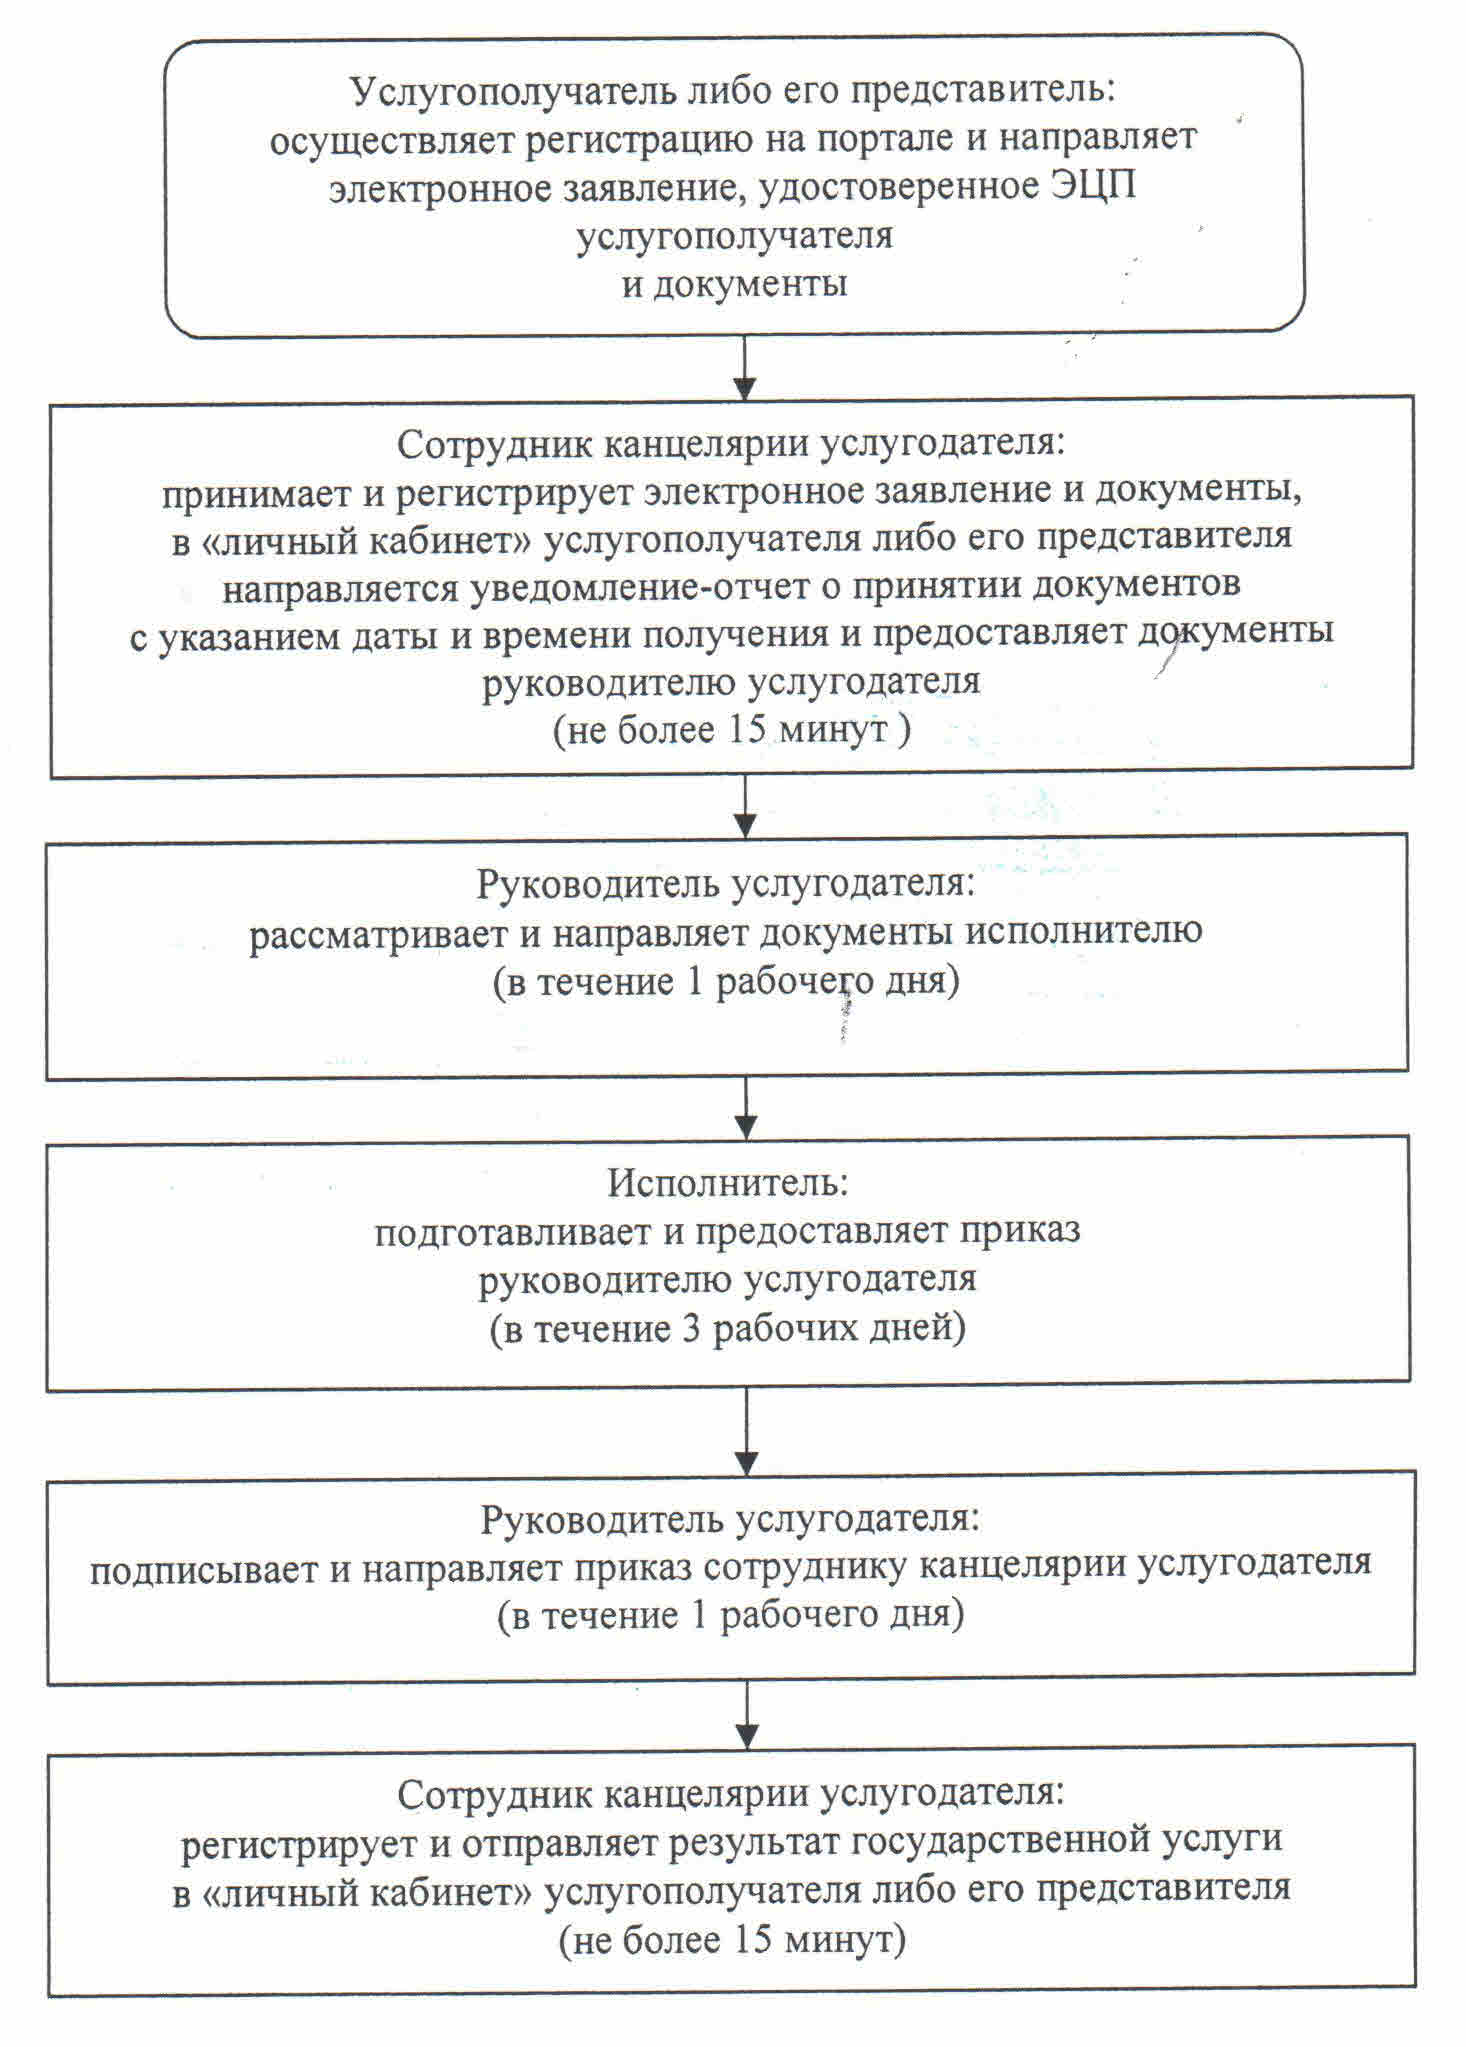 Услугополучатель либо его представитель:
осуществляет регистрацию на портале и направляет
электронное заявление, удостоверенное ЭЦП
услугополучателя
и документы
Сотрудник канцелярии услугодателя:
принимает и регистрирует электронное заявление и документы,
в «личный кабинет» услугополучателя либо его представителя
направляется уведомление-отчет о принятии документов
с указанием даты и времени получения и предоставляет документы
руководителю услугодателя
(не более 15 минут )
Руководитель услугодателя:
рассматривает и направляет документы исполнителю
(в течение 1 рабочего дня)
Исполнитель:
подготавливает и предоставляет приказ
руководителю услугодателя
(в течение 3 рабочих дней)
Руководитель услугодателя:
подписывает и направляет приказ сотруднику канцелярии услугодателя
(в течение 1 рабочего дня)
Сотрудник канцелярии услугодателя:
регистрирует и отправляет результат государственной услуги
в «личный кабинет» услугополучателя либо его представителя
(не более 15 минут)